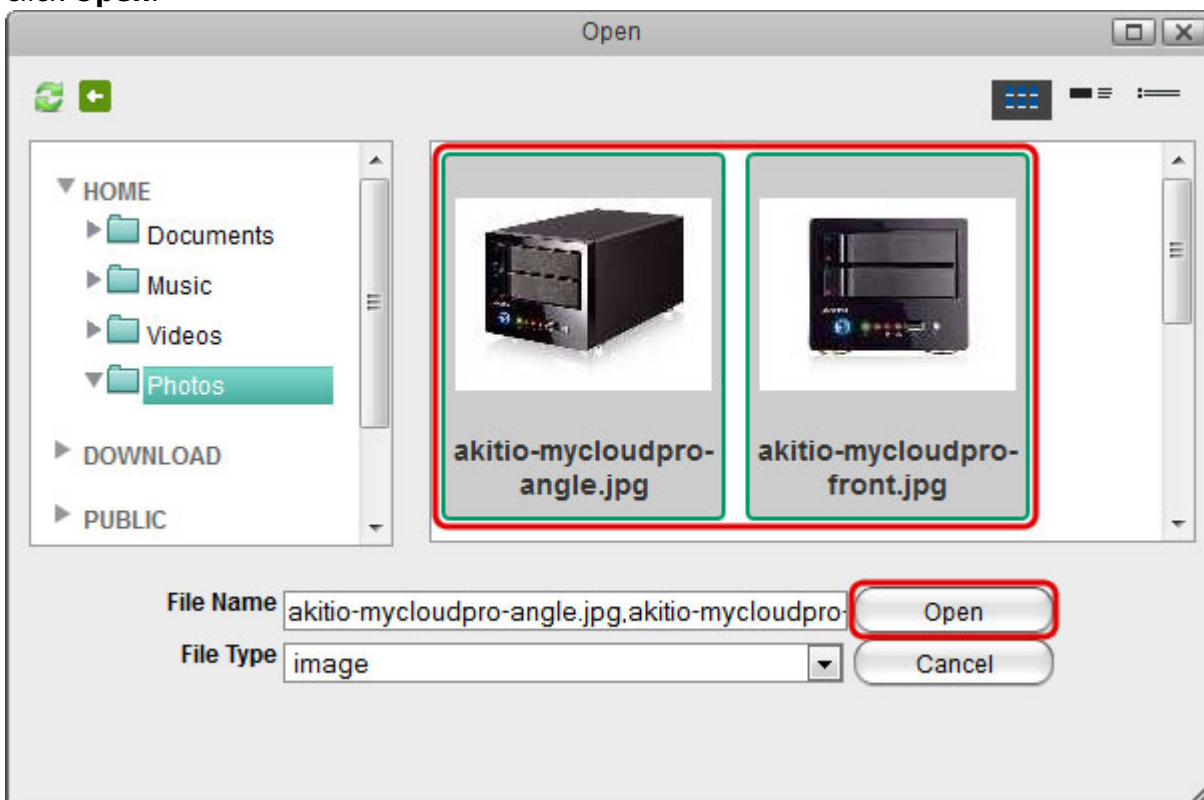 Open
HOME
Documents
Music
Videos
Photos
DOWNLOAD
PUBLIC
akitio-mycloudpro-
angle.jpg
akitio-mycloudpro-
front.jpg
File Name akitio-mycloudpro-angle.jpg,akitio-mycloudpro- Open
File Type image Cancel